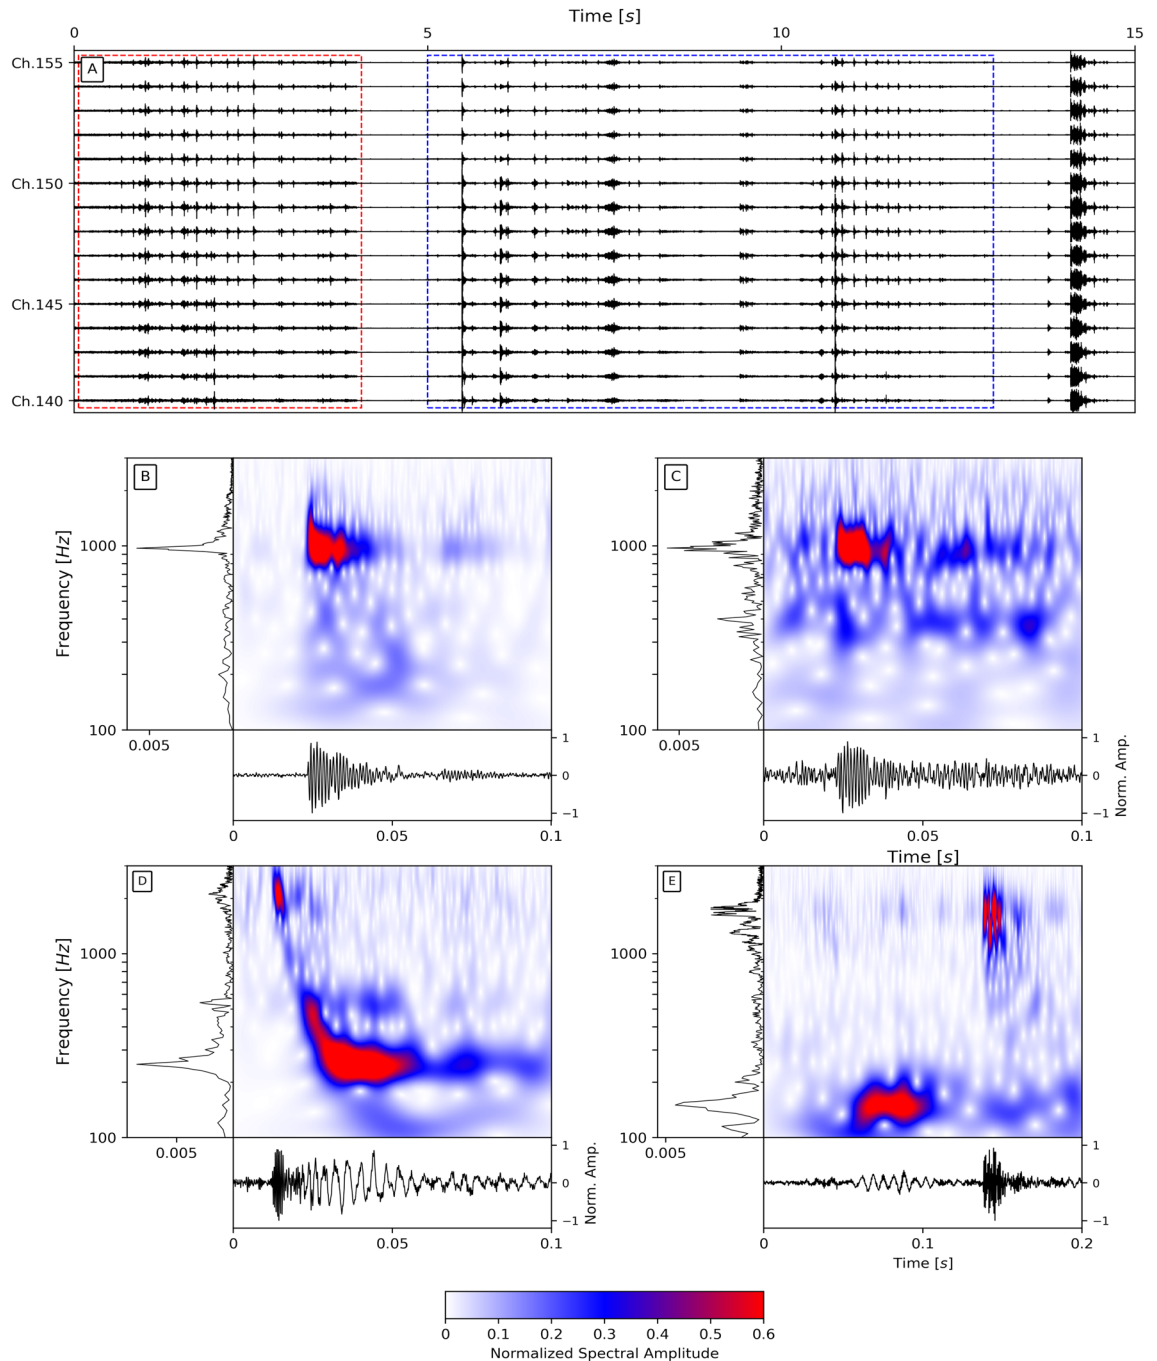 Time [s]
0 5 10 15
A
Ch.155
Ch.150
Ch.145
Ch.140
B
C
Frequency [Hz]
1000
100
0.005
1
0
−1
0 0.05 0.1
1000
100
0.005
1
0
−1
Norm. Amp.
0 0.05 0.1
Time [s]
D
E
Frequency [Hz]
1000
100
0.005
1
0
−1
Norm. Amp.
0 0.05 0.1
1000
100
0.005
1
0
−1
0 0.1 0.2
Time [s]
0 0.1 0.2 0.3 0.4 0.5 0.6
Normalized Spectral Amplitude